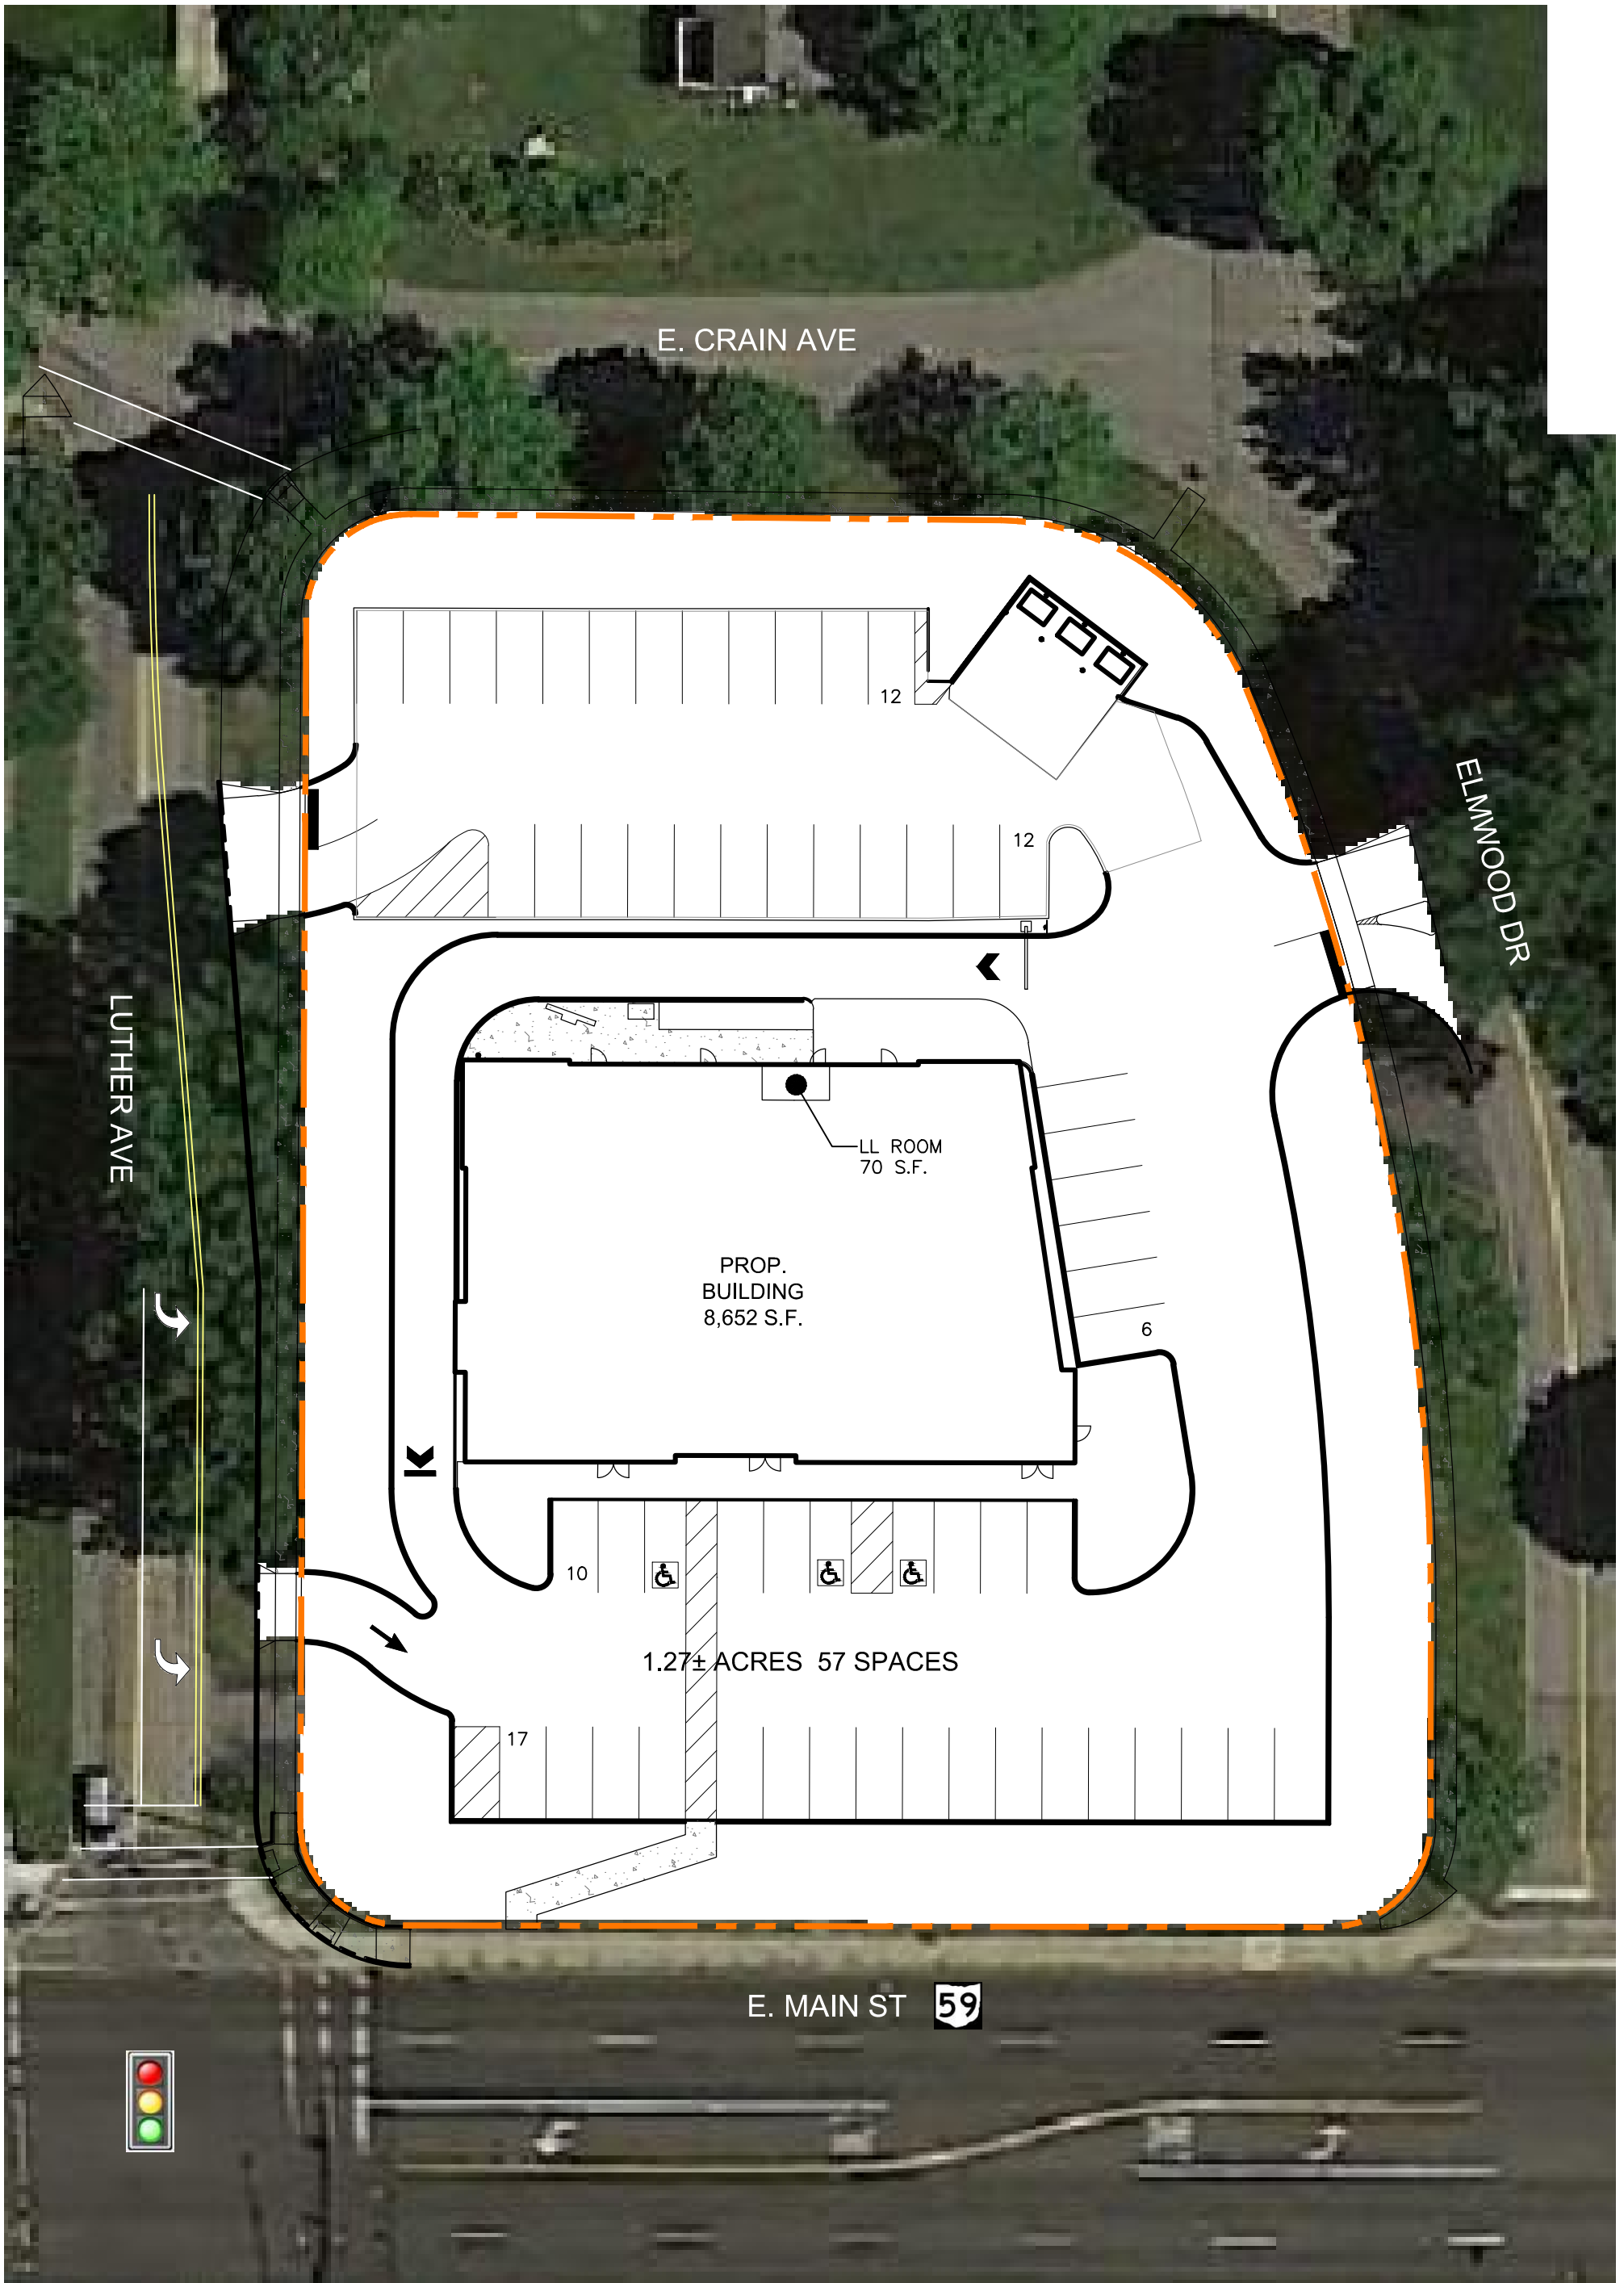 E. CRAIN AVE
12
ELMWOOD DR
12
LUTHER AVE
LL ROOM
70 S.F.
PROP.
BUILDING
8,652 S.F.
6
10
1.27± ACRES 57 SPACES
17
E. MAIN ST 59